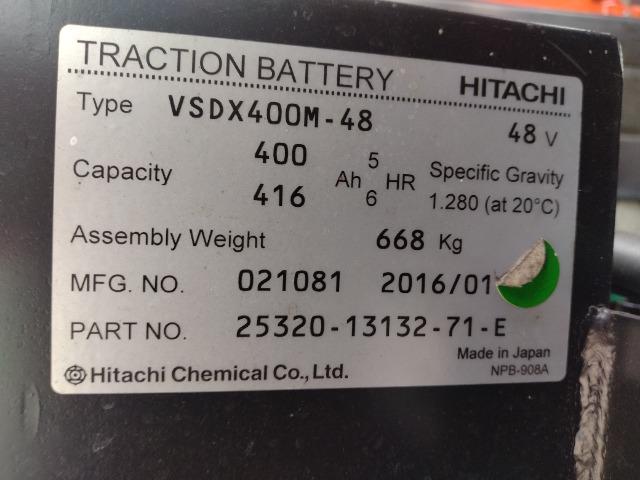 TRACTION BATTERY HITACHI
Type VSDX400M-48 48 V
Capacity 400 Ah 5 HR Specific Gravity
416 6 1.280 (at 20°C)
Assembly Weight 668 Kg
MFG. NO. 021081 2016/01
PART NO. 25320-13132-71-E
Made in Japan
Hitachi Chemical Co., Ltd. NPB-908A